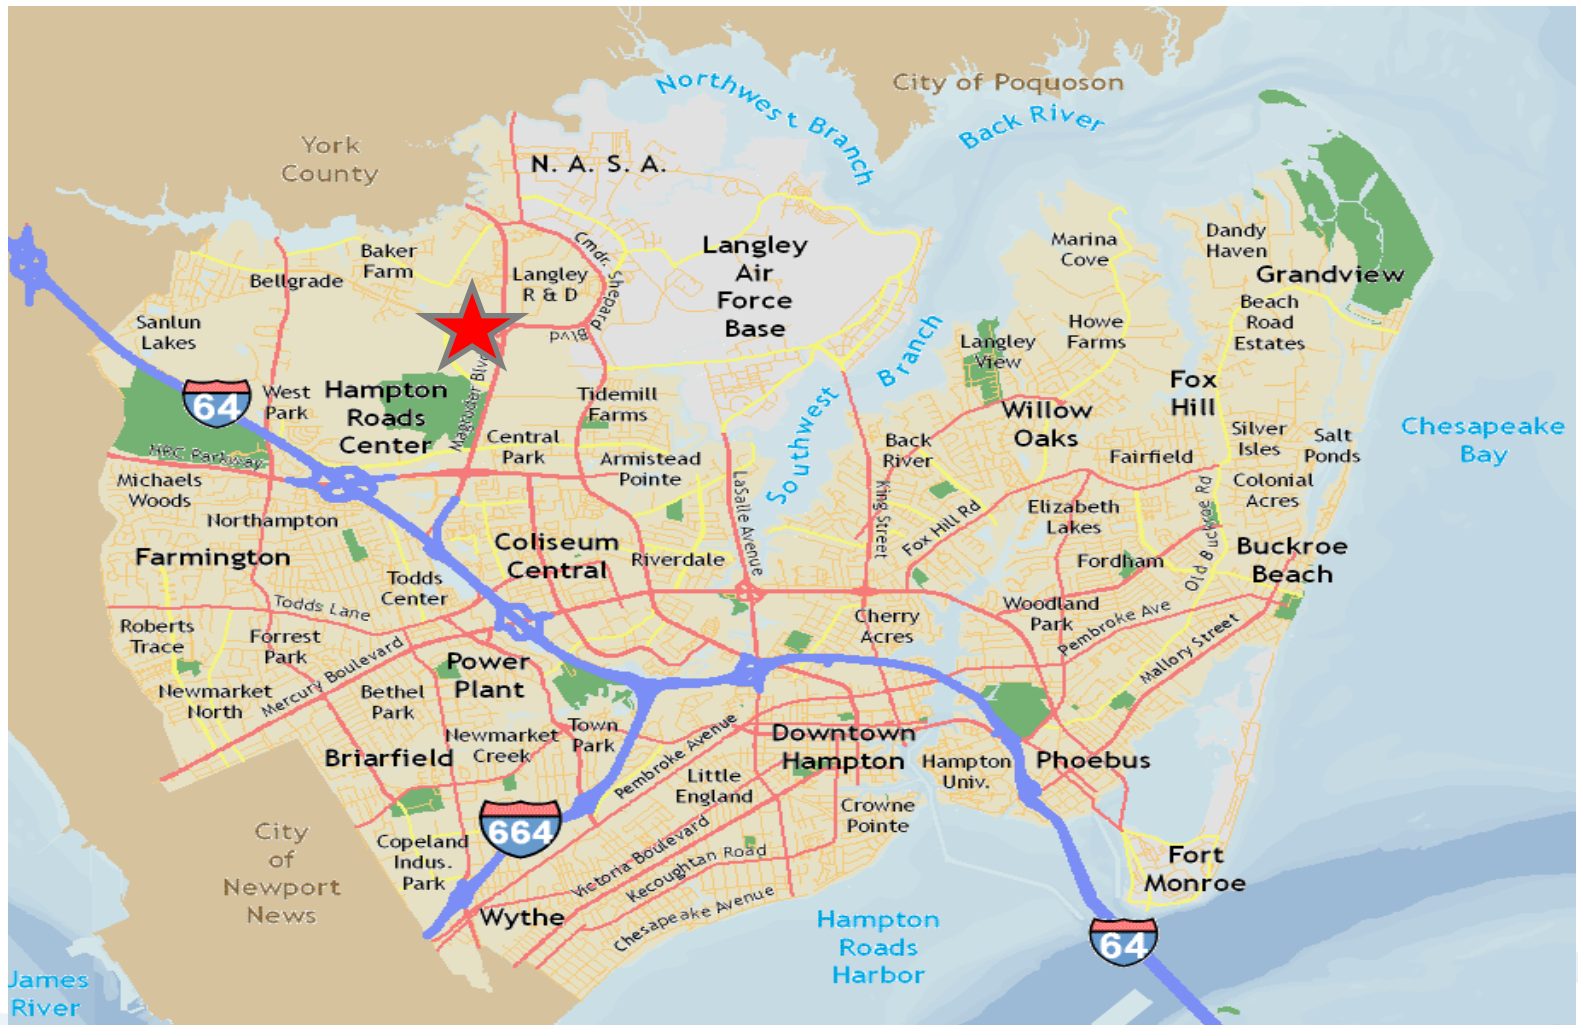 City of Poquoson
Northwest Branch
Back River
York
County
N. A. S. A.
Baker
Farm
Bellgrade
Cmdr. Shepard
Blvd
Langley
R & D
Langley
Air
Force
Base
Marina
Cove
Dandy
Haven
Grandview
Beach
Road
Estates
Sanlun
Lakes
Howe
Farms
Langley
View
Branch
Southwest
64
West
Park
Hampton
Roads
Center
Magruder Blvd
Tidemill
Farms
Fox
Hill
Willow
Oaks
Chesapeake
Bay
Central
Park
Armistead
Pointe
Back
River
Silver
Isles
Salt
Ponds
Fairfield
HRC Parkway
Michaels
Woods
Northampton
LaSalle Avenue
King Street
Fox Hill Rd
Elizabeth
Lakes
Colonial
Acres
Old Buckroe Rd
Farmington
Coliseum
Central
Riverdale
Fordham
Buckroe
Beach
Todds
Center
Todds Lane
Cherry
Acres
Woodland
Park
Pembroke Ave
Mallory Street
Roberts
Trace
Forrest
Park
Mercury Boulevard
Power
Plant
Newmarket
North
Bethel
Park
Briarfield
Newmarket
Creek
Town
Park
Pembroke Avenue
Downtown
Hampton
Hampton
Univ.
Phoebus
Little
England
Crowne
Pointe
664
City
of
Newport
News
Copeland
Indus.
Park
Victoria Boulevard
Kecoughtan Road
Chesapeake Avenue
Wythe
Fort
Monroe
Hampton
Roads
Harbor
64
James
River